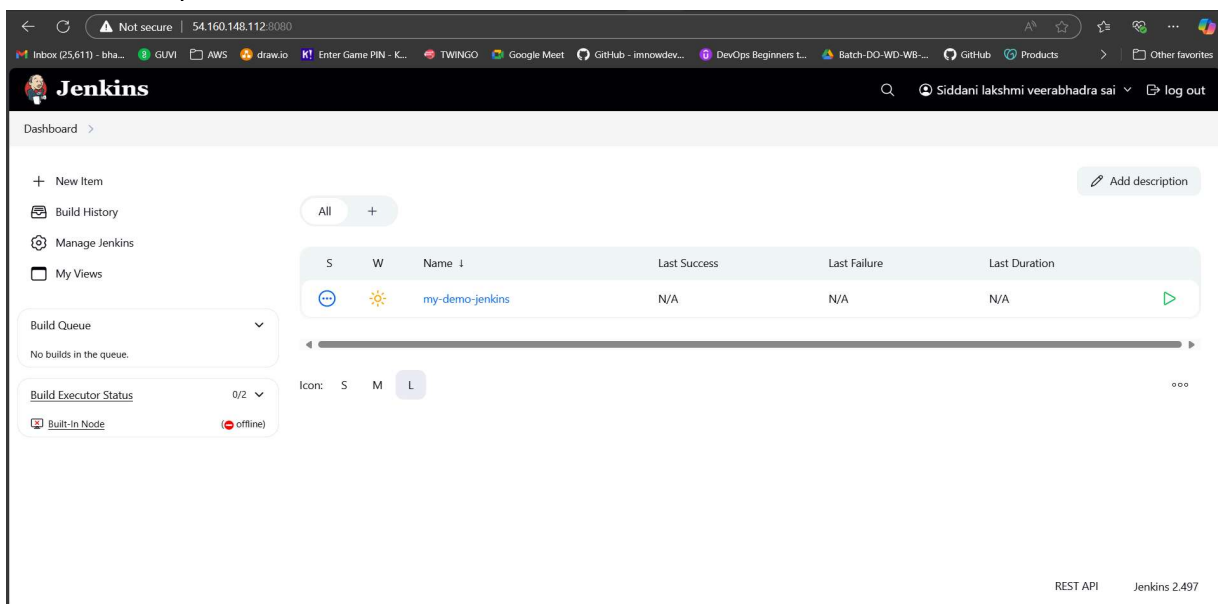 Not secure | 54.160.148.112:8080
Inbox (25,611) - bha... GUVI AWS draw.io K! Enter Game PIN - K... TWINGO Google Meet GitHub - imnowdev... DevOps Beginners t... Batch-DO-WD-WB-... GitHub Products > Other favorites
Jenkins Siddani lakshmi veerabhadra sai log out
Dashboard >
+ New Item
Add description
Build History
All +
Manage Jenkins
My Views
S W Name ↓ Last Success Last Failure Last Duration
my-demo-jenkins N/A N/A N/A
Build Queue
No builds in the queue.
Build Executor Status 0/2
Icon: S M L
Built-In Node (offline)
REST API Jenkins 2.497